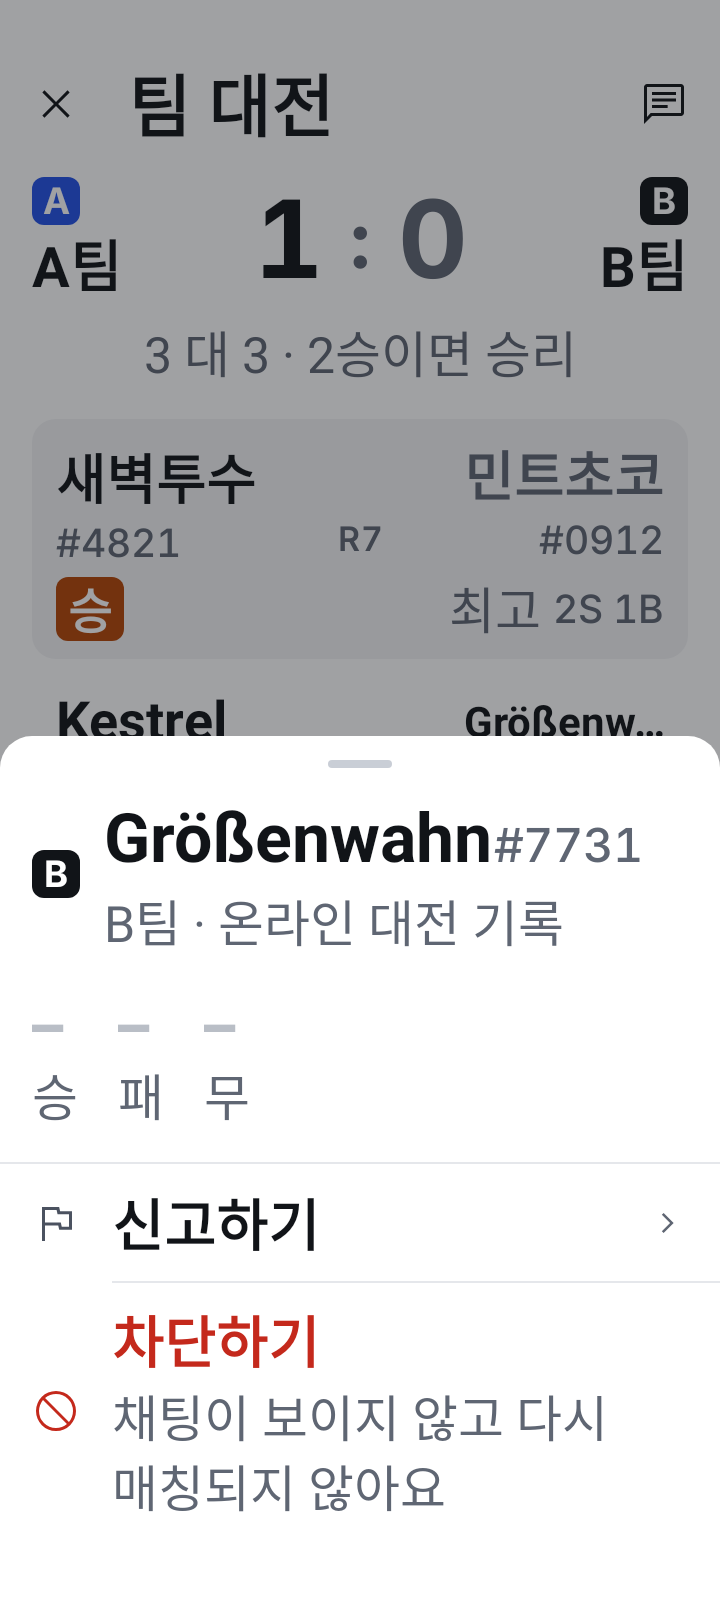 팀 대전
A
B
1 : 0
A팀
B팀
3 대 3 · 2승이면 승리
새벽투수
민트초코
#4821
R7
#0912
승
최고 2S 1B
Kestrel
Größenw…
B
Größenwahn#7731
B팀 · 온라인 대전 기록
– – –
승 패 무
신고하기
차단하기
채팅이 보이지 않고 다시
매칭되지 않아요